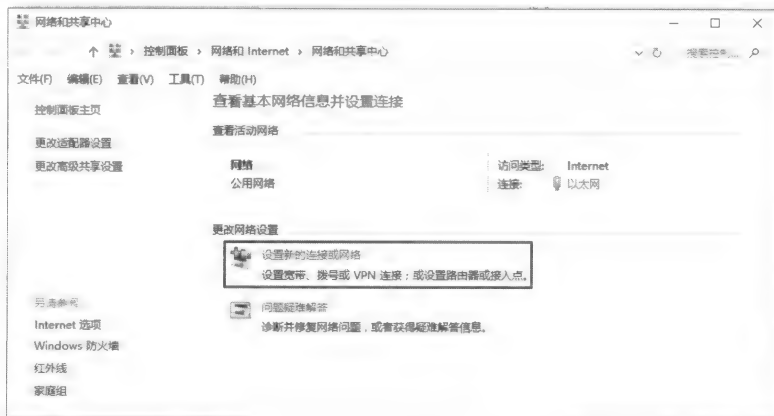 网络和共享中心
控制面板 › 网络和 Internet › 网络和共享中心
文件(F) 编辑(E) 查看(V) 工具(T) 帮助(H)
控制面板主页
更改适配器设置
更改高级共享设置
查看基本网络信息并设置连接
查看活动网络
网络
公用网络
访问类型: Internet
连接: 以太网
更改网络设置
设置新的连接或网络
设置宽带、拨号或 VPN 连接；或设置路由器或接入点。
问题疑难解答
诊断并修复网络问题，或者获得疑难解答信息。
另请参阅
Internet 选项
Windows 防火墙
红外线
家庭组